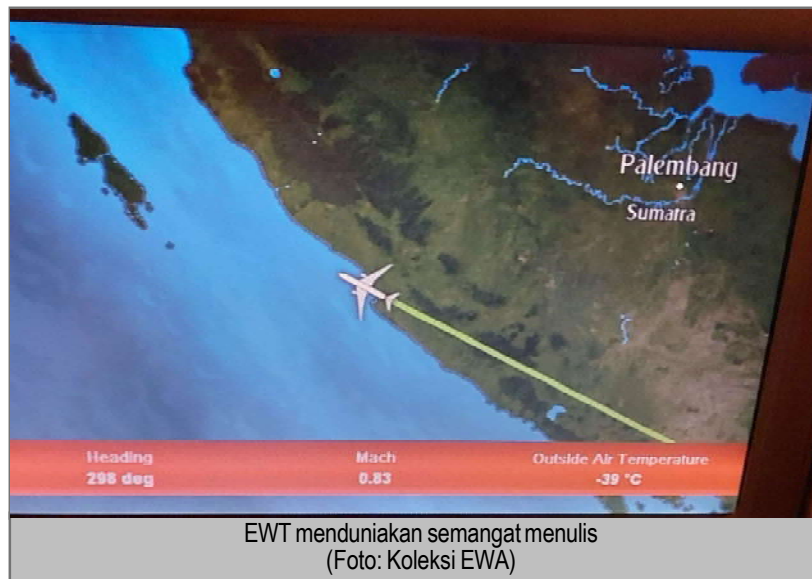 Palembang
Sumatra
Heading Mach Outside Air Temperature
298 deg 0.83 -39 °C
EWT menduniakan semangat menulis
(Foto: Koleksi EWA)